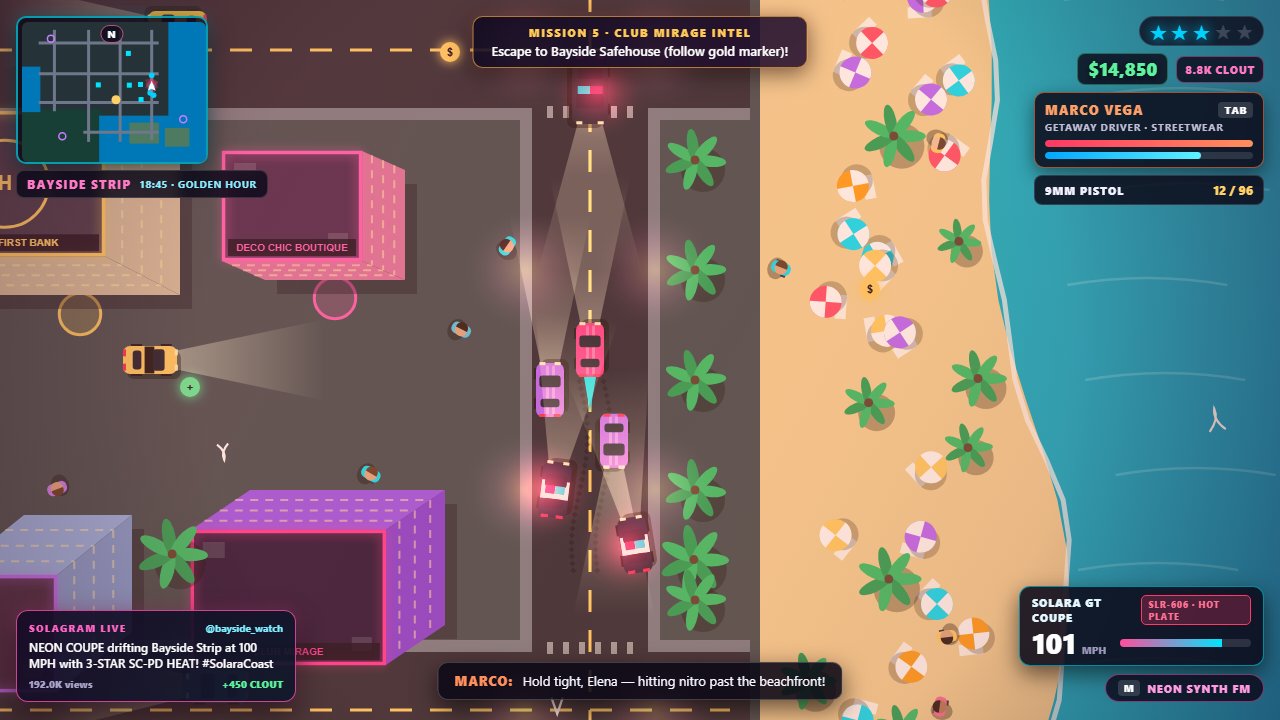 N
BAYSIDE STRIP 18:45 · GOLDEN HOUR
MISSION 5 · CLUB MIRAGE INTEL
Escape to Bayside Safehouse (follow gold marker)!
$
$14,850
8.8K CLOUT
MARCO VEGA
TAB
GETAWAY DRIVER · STREETWEAR
9MM PISTOL
12 / 96
H
FIRST BANK
DECO CHIC BOUTIQUE
$
+
MIRAGE
SOLAGRAM LIVE
@bayside_watch
NEON COUPE drifting Bayside Strip at 100
MPH with 3-STAR SC-PD HEAT! #SolaraCoast
192.0K views
+450 CLOUT
MARCO: Hold tight, Elena — hitting nitro past the beachfront!
SOLARA GT
COUPE
SLR-606 · HOT
PLATE
101 MPH
M NEON SYNTH FM